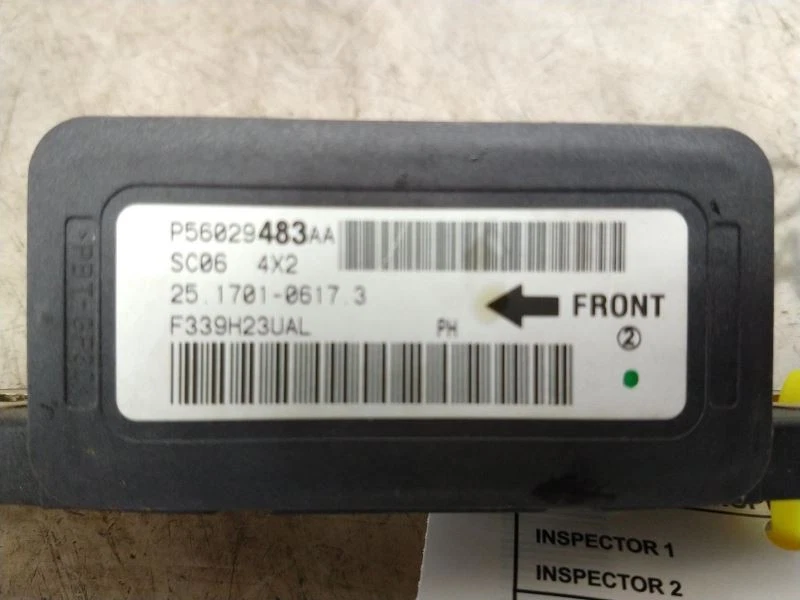 P56029483AA
SC06 4X2
25.1701-0617.3
FRONT
F339H23UAL PH
2
INSPECTOR 1
INSPECTOR 2